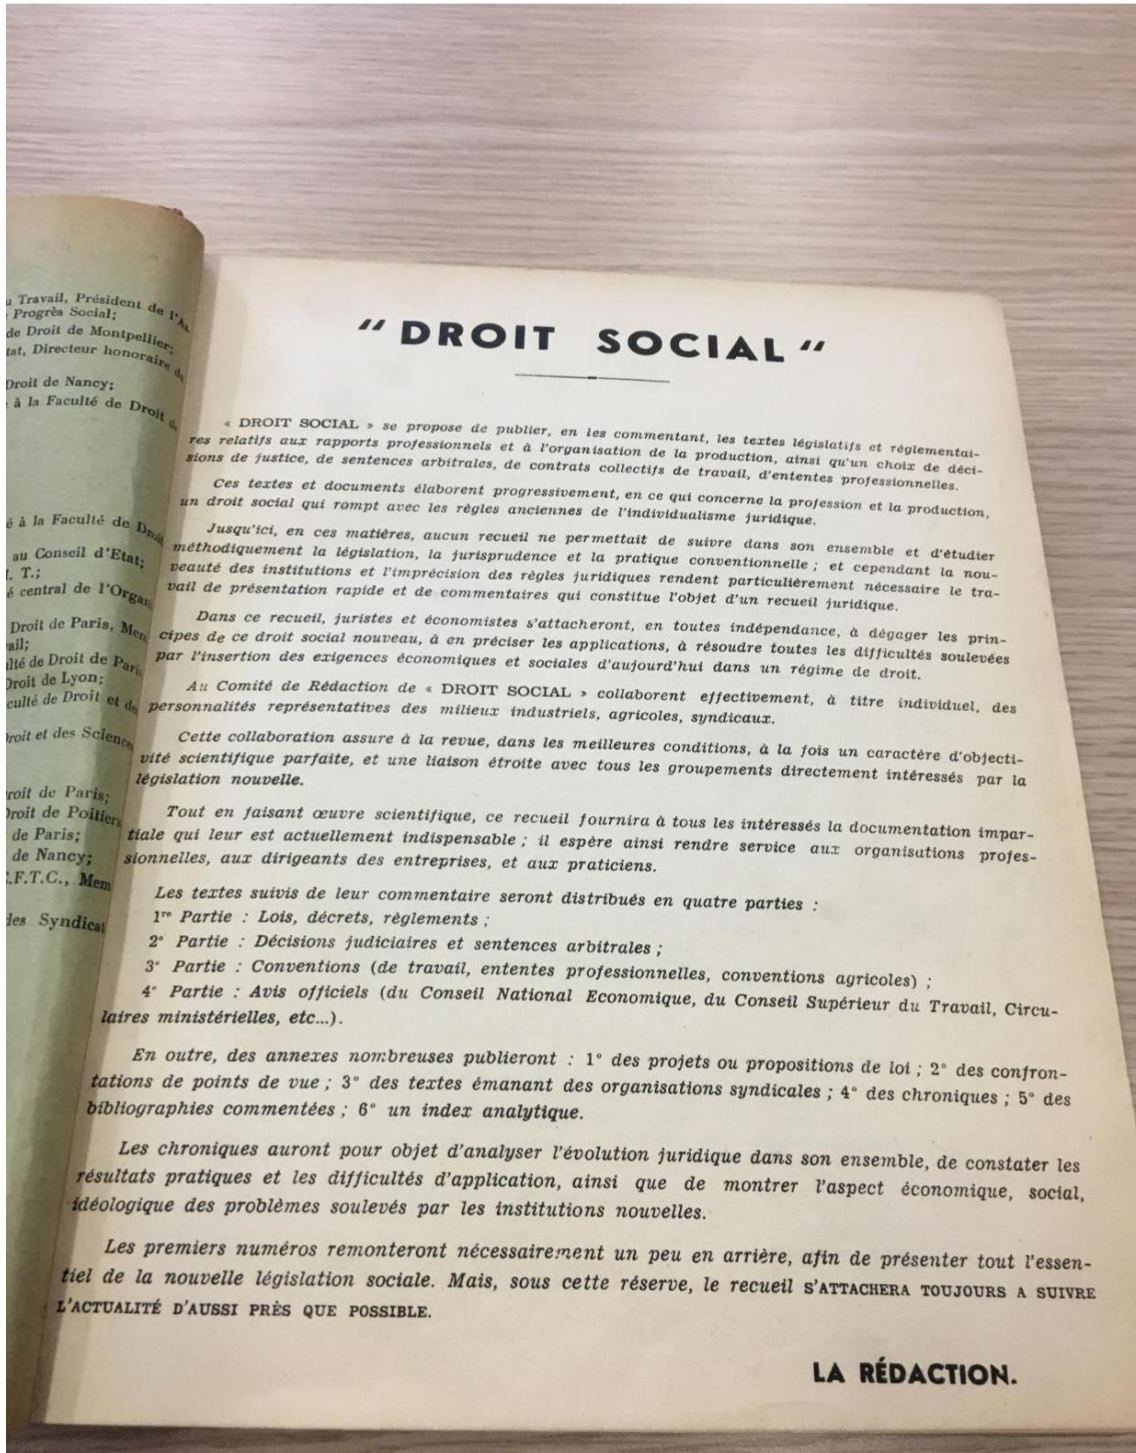 u Travail, Président de l'As
Progrès Social;
de Droit de Montpellier;
tat, Directeur honoraire de
Droit de Nancy;
à la Faculté de Droit de
é à la Faculté de Droit
au Conseil d'Etat;
. T.;
é central de l'Organ
Droit de Paris, Mem
ail;
lté de Droit de Paris
Droit de Lyon;
culté de Droit et de
Droit et des Sciences
roit de Paris;
Droit de Poitiers
de Paris;
de Nancy;
.F.T.C., Mem
des Syndicat
"DROIT SOCIAL"
« DROIT SOCIAL » se propose de publier, en les commentant, les textes législatifs et réglementai-
res relatifs aux rapports professionnels et à l'organisation de la production, ainsi qu'un choix de déci-
sions de justice, de sentences arbitrales, de contrats collectifs de travail, d'ententes professionnelles.
Ces textes et documents élaborent progressivement, en ce qui concerne la profession et la production,
un droit social qui rompt avec les règles anciennes de l'individualisme juridique.
Jusqu'ici, en ces matières, aucun recueil ne permettait de suivre dans son ensemble et d'étudier
méthodiquement la législation, la jurisprudence et la pratique conventionnelle ; et cependant la nou-
veauté des institutions et l'imprécision des règles juridiques rendent particulièrement nécessaire le tra-
vail de présentation rapide et de commentaires qui constitue l'objet d'un recueil juridique.
Dans ce recueil, juristes et économistes s'attacheront, en toutes indépendance, à dégager les prin-
cipes de ce droit social nouveau, à en préciser les applications, à résoudre toutes les difficultés soulevées
par l'insertion des exigences économiques et sociales d'aujourd'hui dans un régime de droit.
Au Comité de Rédaction de « DROIT SOCIAL » collaborent effectivement, à titre individuel, des
personnalités représentatives des milieux industriels, agricoles, syndicaux.
Cette collaboration assure à la revue, dans les meilleures conditions, à la fois un caractère d'objecti-
vité scientifique parfaite, et une liaison étroite avec tous les groupements directement intéressés par la
législation nouvelle.
Tout en faisant œuvre scientifique, ce recueil fournira à tous les intéressés la documentation impar-
tiale qui leur est actuellement indispensable ; il espère ainsi rendre service aux organisations profes-
sionnelles, aux dirigeants des entreprises, et aux praticiens.
Les textes suivis de leur commentaire seront distribués en quatre parties :
1re Partie : Lois, décrets, règlements ;
2e Partie : Décisions judiciaires et sentences arbitrales ;
3e Partie : Conventions (de travail, ententes professionnelles, conventions agricoles) ;
4e Partie : Avis officiels (du Conseil National Economique, du Conseil Supérieur du Travail, Circu-
laires ministérielles, etc...).
En outre, des annexes nombreuses publieront : 1° des projets ou propositions de loi ; 2° des confron-
tations de points de vue ; 3° des textes émanant des organisations syndicales ; 4° des chroniques ; 5° des
bibliographies commentées ; 6° un index analytique.
Les chroniques auront pour objet d'analyser l'évolution juridique dans son ensemble, de constater les
résultats pratiques et les difficultés d'application, ainsi que de montrer l'aspect économique, social,
idéologique des problèmes soulevés par les institutions nouvelles.
Les premiers numéros remonteront nécessairement un peu en arrière, afin de présenter tout l'essen-
tiel de la nouvelle législation sociale. Mais, sous cette réserve, le recueil S'ATTACHERA TOUJOURS A SUIVRE
L'ACTUALITÉ D'AUSSI PRÈS QUE POSSIBLE.
LA RÉDACTION.